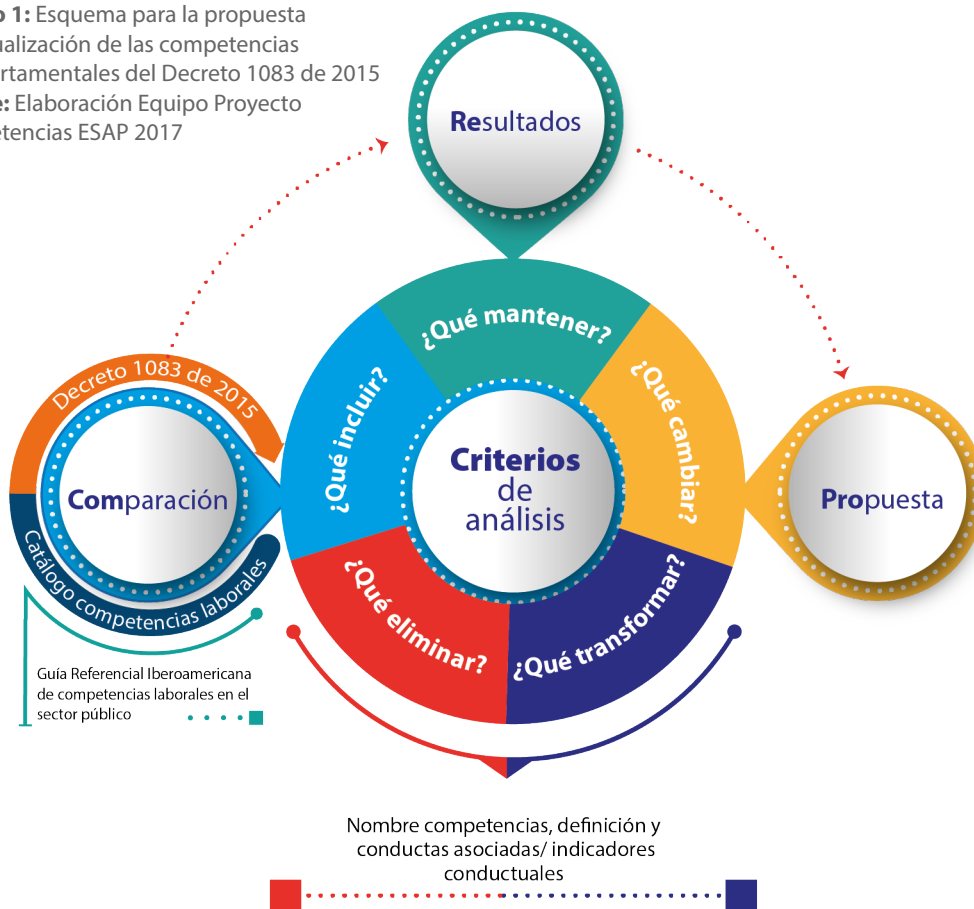 o 1: Esquema para la propuesta
ualización de las competencias
rtamentales del Decreto 1083 de 2015
e: Elaboración Equipo Proyecto
etencias ESAP 2017
Resultados
¿Qué mantener?
¿Qué incluir?
¿Qué cambiar?
¿Qué eliminar?
¿Qué transformar?
Criterios
de
análisis
Decreto 1083 de 2015
Comparación
Catálogo competencias laborales
Propuesta
Guía Referencial Iberoamericana
de competencias laborales en el
sector público
Nombre competencias, definición y
conductas asociadas/ indicadores
conductuales